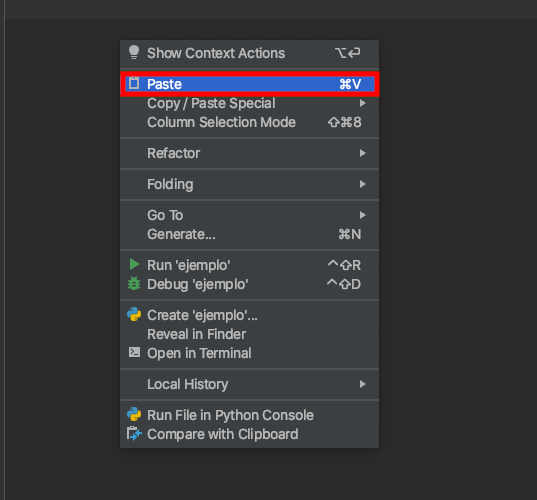 Show Context Actions ⌥⏎
Paste ⌘V
Copy / Paste Special
Column Selection Mode ⇧⌘8
Refactor
Folding
Go To
Generate... ⌘N
Run 'ejemplo' ^⇧R
Debug 'ejemplo' ^⇧D
Create 'ejemplo'...
Reveal in Finder
Open in Terminal
Local History
Run File in Python Console
Compare with Clipboard